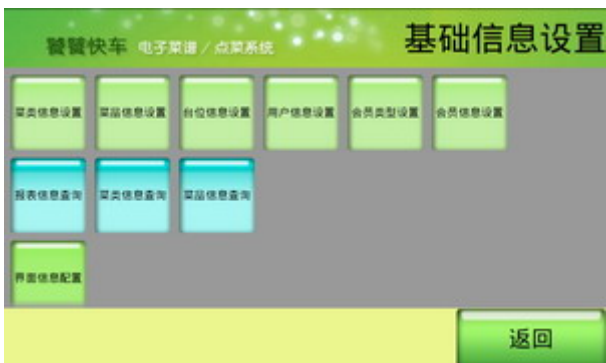 饕餮快车 电子菜谱/点菜系统 基础信息设置
菜类信息设置 菜品信息设置 台位信息设置 用户信息设置 会员类型设置 会员信息设置
报表信息查询 菜类信息查询 菜品信息查询
界面信息配置
返回